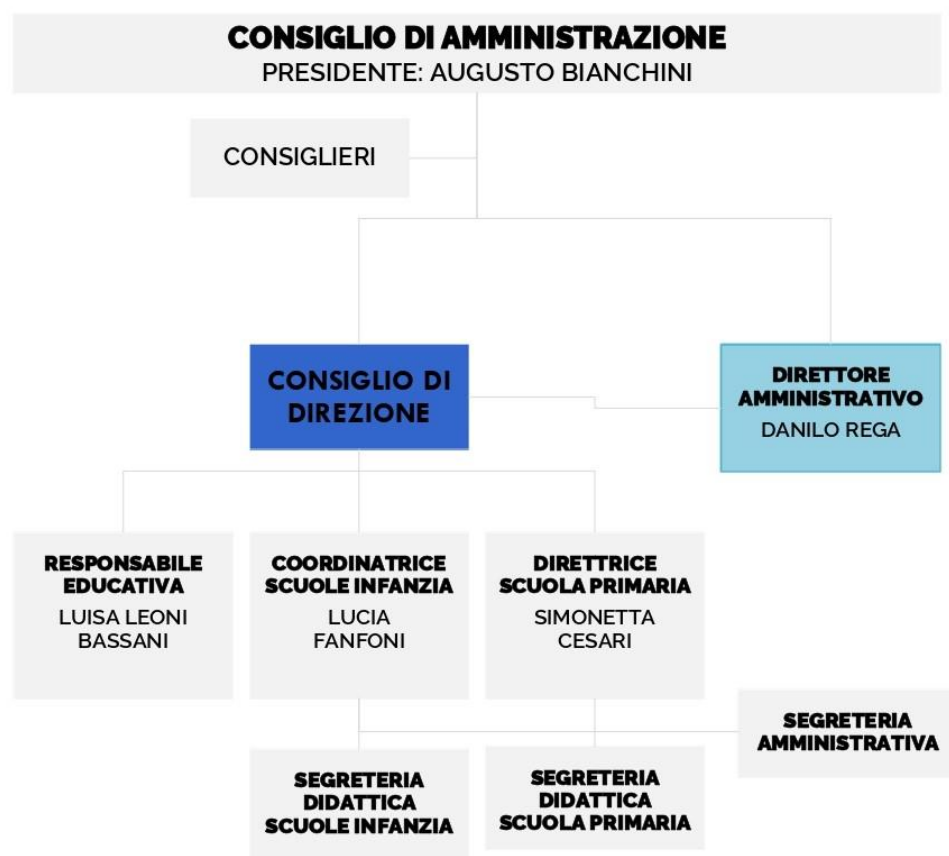 CONSIGLIO DI AMMINISTRAZIONE
PRESIDENTE: AUGUSTO BIANCHINI
CONSIGLIERI
CONSIGLIO DI
DIREZIONE
DIRETTORE
AMMINISTRATIVO
DANILO REGA
RESPONSABILE
EDUCATIVA
LUISA LEONI
BASSANI
COORDINATRICE
SCUOLE INFANZIA
LUCIA
FANFONI
DIRETTRICE
SCUOLA PRIMARIA
SIMONETTA
CESARI
SEGRETERIA
AMMINISTRATIVA
SEGRETERIA
DIDATTICA
SCUOLE INFANZIA
SEGRETERIA
DIDATTICA
SCUOLA PRIMARIA